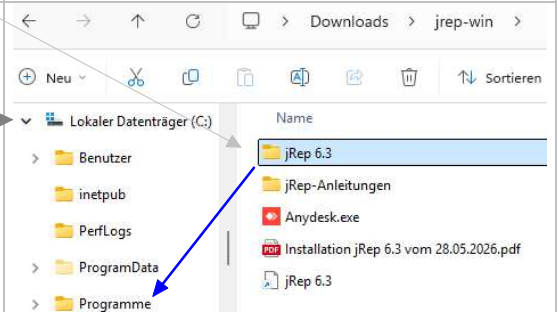 Downloads > jrep-win >
Neu
Sortieren
Lokaler Datenträger (C:)
Benutzer
inetpub
PerfLogs
ProgramData
Programme
Name
jRep 6.3
jRep-Anleitungen
Anydesk.exe
PDF Installation jRep 6.3 vom 28.05.2026.pdf
jRep 6.3